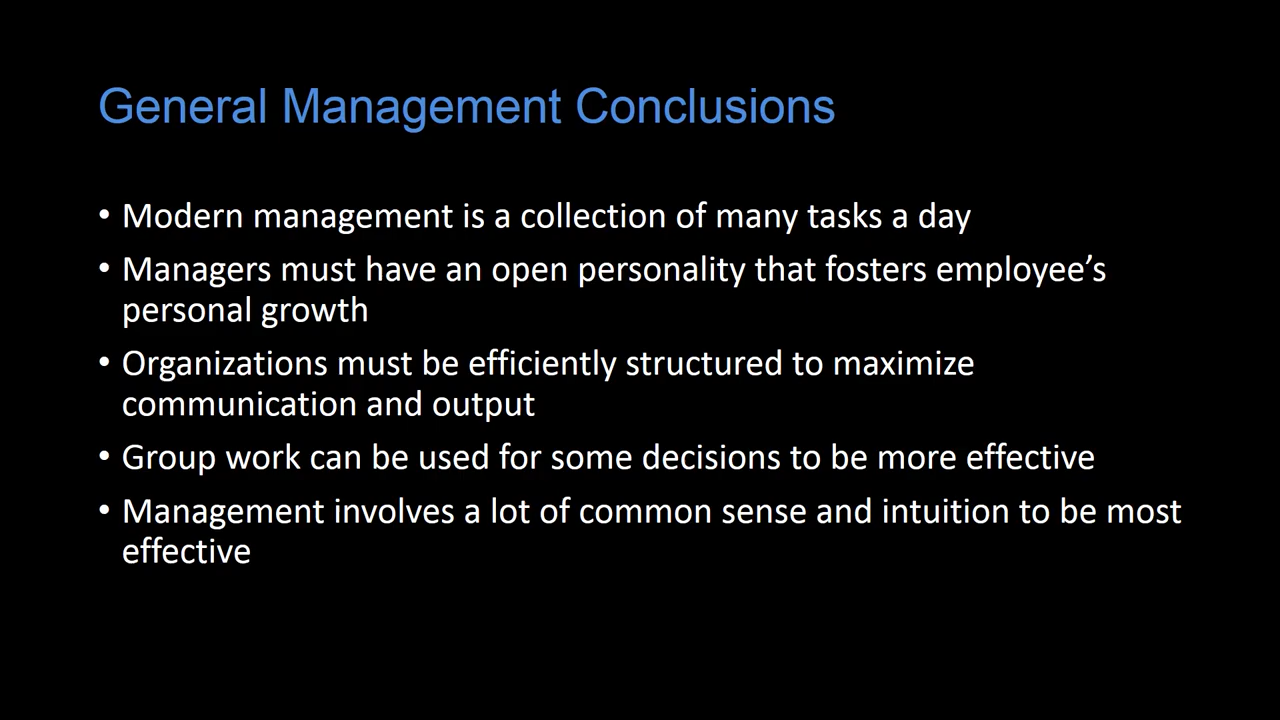 General Management Conclusions
• Modern management is a collection of many tasks a day
• Managers must have an open personality that fosters employee’s
personal growth
• Organizations must be efficiently structured to maximize
communication and output
• Group work can be used for some decisions to be more effective
• Management involves a lot of common sense and intuition to be most
effective